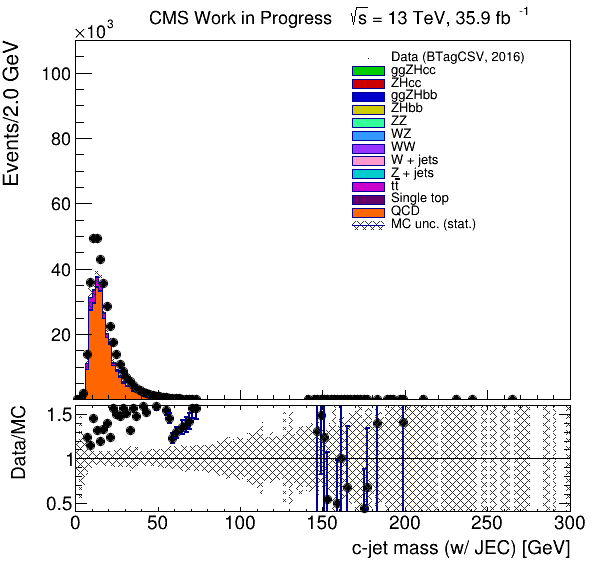 CMS Work in Progress √s = 13 TeV, 35.9 fb -1
×10³
Events/2.0 GeV
100
80
60
40
20
Data (BTagCSV, 2016)
ggZHcc
ZHcc
ggZHbb
ZHbb
ZZ
WZ
WW
W + jets
Z + jets
tt̄
Single top
QCD
MC unc. (stat.)
Data/MC
1.5
1
0.5
0 50 100 150 200 250 300
c-jet mass (w/ JEC) [GeV]